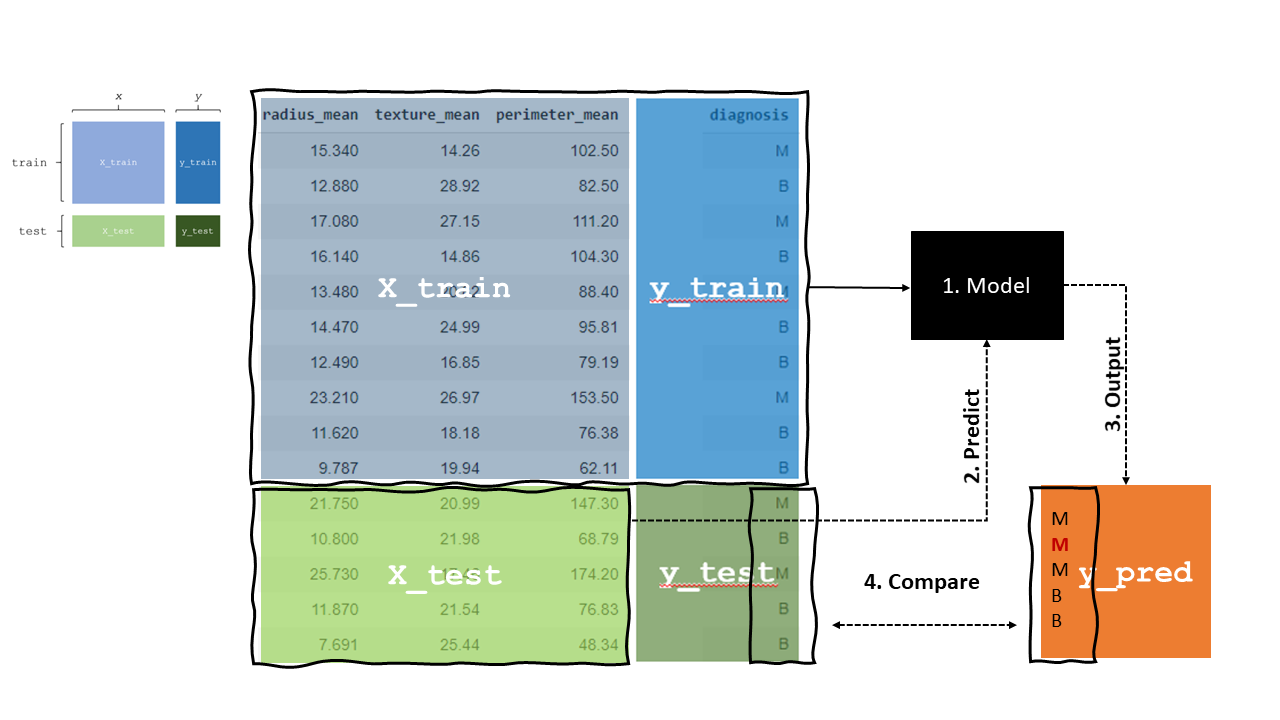 x y
train X_train y_train
test X_test y_test
radius_mean texture_mean perimeter_mean diagnosis
15.340 14.26 102.50 M
12.880 28.92 82.50 B
17.080 27.15 111.20 M
16.140 14.86 104.30 B
13.480 88.40
X_train y_train
14.470 24.99 95.81 B
12.490 16.85 79.19 B
23.210 26.97 153.50 M
11.620 18.18 76.38 B
9.787 19.94 62.11 B
21.750 20.99 147.30 M
10.800 21.98 68.79 B
25.730 174.20 M
X_test y_test
11.870 21.54 76.83 B
7.691 25.44 48.34 B
1. Model
2. Predict
3. Output
4. Compare
M
M
M
B
B
y_pred